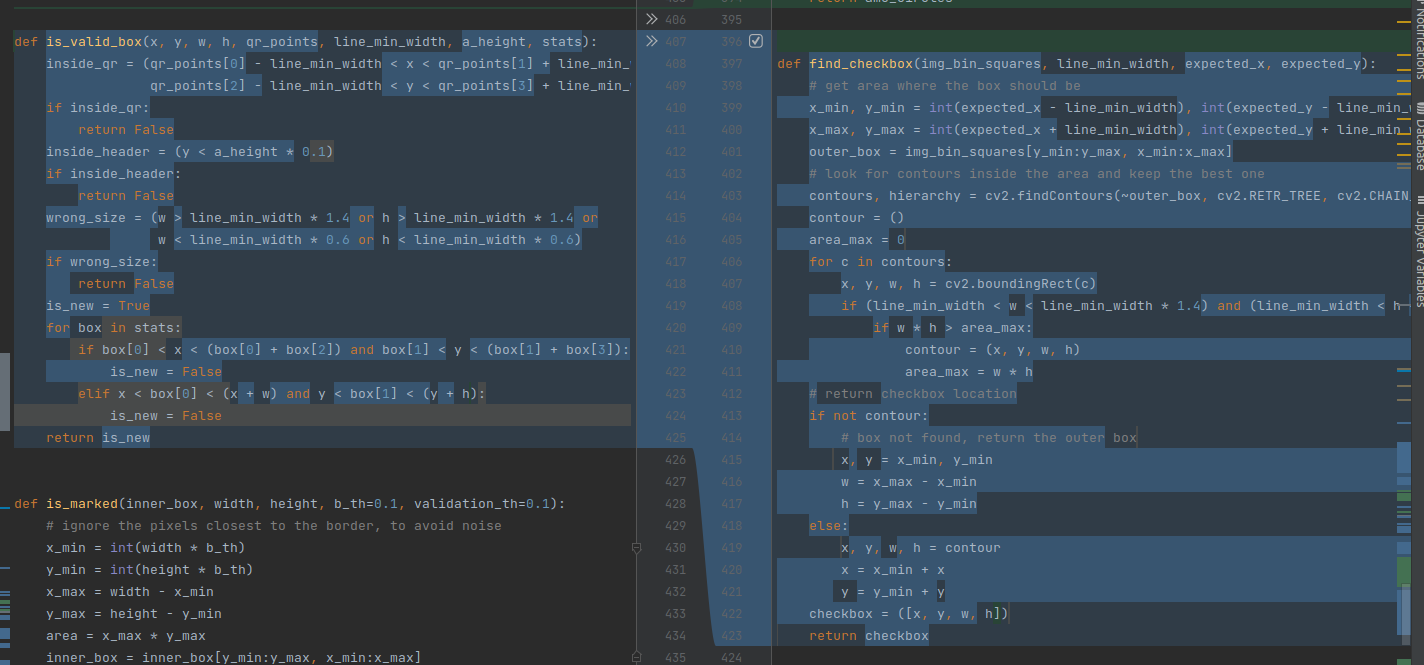 def is_valid_box(x, y, w, h, qr_points, line_min_width, a_height, stats):
    inside_qr = (qr_points[0] - line_min_width < x < qr_points[1] + line_min_
                 qr_points[2] - line_min_width < y < qr_points[3] + line_min_
    if inside_qr:
        return False
    inside_header = (y < a_height * 0.1)
    if inside_header:
        return False
    wrong_size = (w > line_min_width * 1.4 or h > line_min_width * 1.4 or
                  w < line_min_width * 0.6 or h < line_min_width * 0.6)
    if wrong_size:
        return False
    is_new = True
    for box in stats:
        if box[0] < x < (box[0] + box[2]) and box[1] < y < (box[1] + box[3]):
            is_new = False
        elif x < box[0] < (x + w) and y < box[1] < (y + h):
            is_new = False
    return is_new
def is_marked(inner_box, width, height, b_th=0.1, validation_th=0.1):
    # ignore the pixels closest to the border, to avoid noise
    x_min = int(width * b_th)
    y_min = int(height * b_th)
    x_max = width - x_min
    y_max = height - y_min
    area = x_max * y_max
    inner_box = inner_box[y_min:y_max, x_min:x_max]
406 395
407 396
408 397
409 398
410 399
411 400
412 401
413 402
414 403
415 404
416 405
417 406
418 407
419 408
420 409
421 410
422 411
423 412
424 413
425 414
426 415
427 416
428 417
429 418
430 419
431 420
432 421
433 422
434 423
435 424
def find_checkbox(img_bin_squares, line_min_width, expected_x, expected_y):
    # get area where the box should be
    x_min, y_min = int(expected_x - line_min_width), int(expected_y - line_min_w
    x_max, y_max = int(expected_x + line_min_width), int(expected_y + line_min_
    outer_box = img_bin_squares[y_min:y_max, x_min:x_max]
    # look for contours inside the area and keep the best one
    contours, hierarchy = cv2.findContours(~outer_box, cv2.RETR_TREE, cv2.CHAIN_
    contour = ()
    area_max = 0
    for c in contours:
        x, y, w, h = cv2.boundingRect(c)
        if (line_min_width < w < line_min_width * 1.4) and (line_min_width < h
            if w * h > area_max:
                contour = (x, y, w, h)
                area_max = w * h
    # return checkbox location
    if not contour:
        # box not found, return the outer box
        x, y = x_min, y_min
        w = x_max - x_min
        h = y_max - y_min
    else:
        x, y, w, h = contour
        x = x_min + x
        y = y_min + y
    checkbox = ([x, y, w, h])
    return checkbox
Notifications
Database
Jupyter Variables